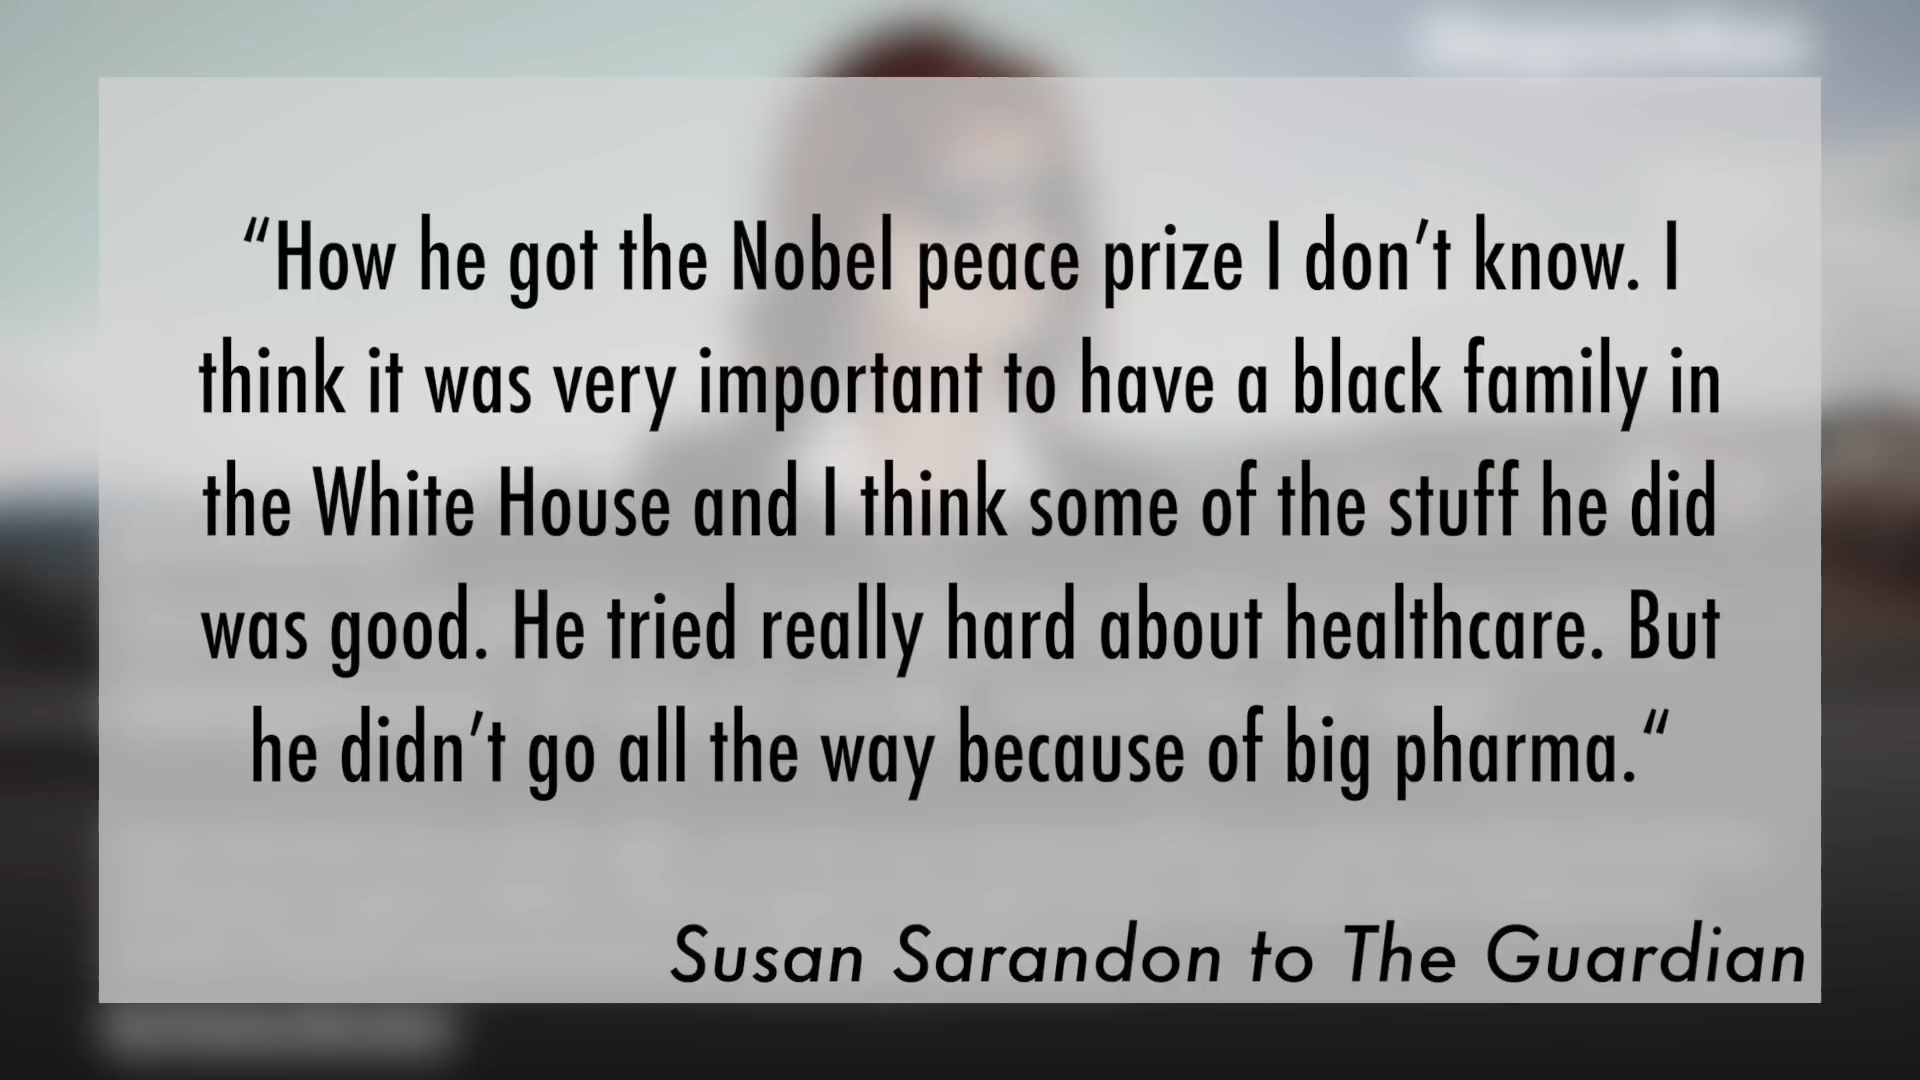 “How he got the Nobel peace prize I don’t know. I
think it was very important to have a black family in
the White House and I think some of the stuff he did
was good. He tried really hard about healthcare. But
he didn’t go all the way because of big pharma.“
Susan Sarandon to The Guardian